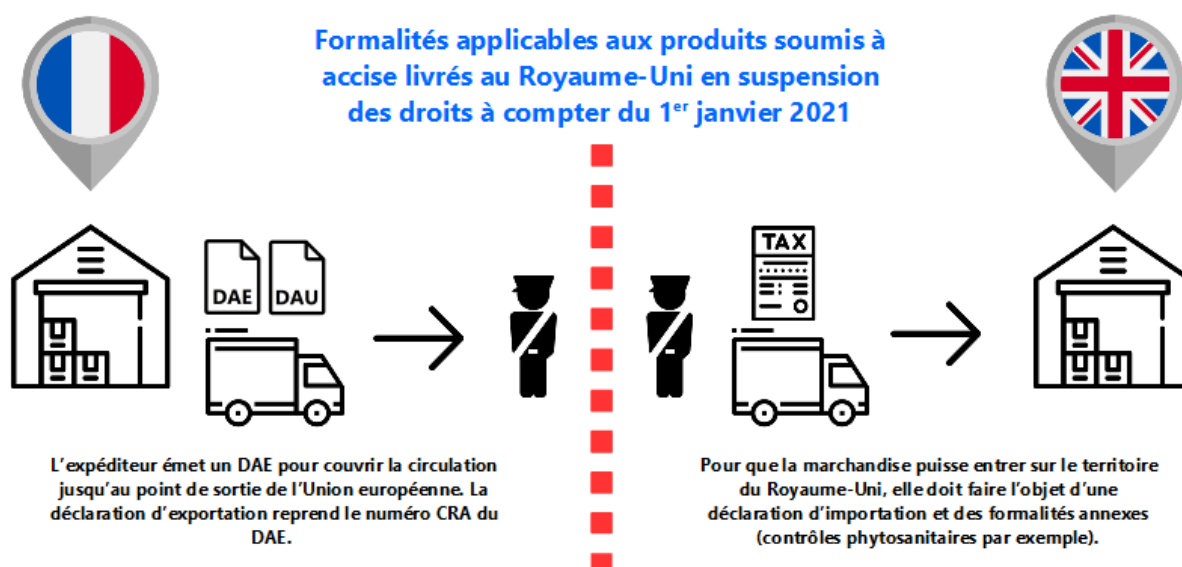 Formalités applicables aux produits soumis à
accise livrés au Royaume-Uni en suspension
des droits à compter du 1er janvier 2021
DAE
DAU
TAX
L'expéditeur émet un DAE pour couvrir la circulation
jusqu'au point de sortie de l'Union européenne. La
déclaration d'exportation reprend le numéro CRA du
DAE.
Pour que la marchandise puisse entrer sur le territoire
du Royaume-Uni, elle doit faire l'objet d'une
déclaration d'importation et des formalités annexes
(contrôles phytosanitaires par exemple).